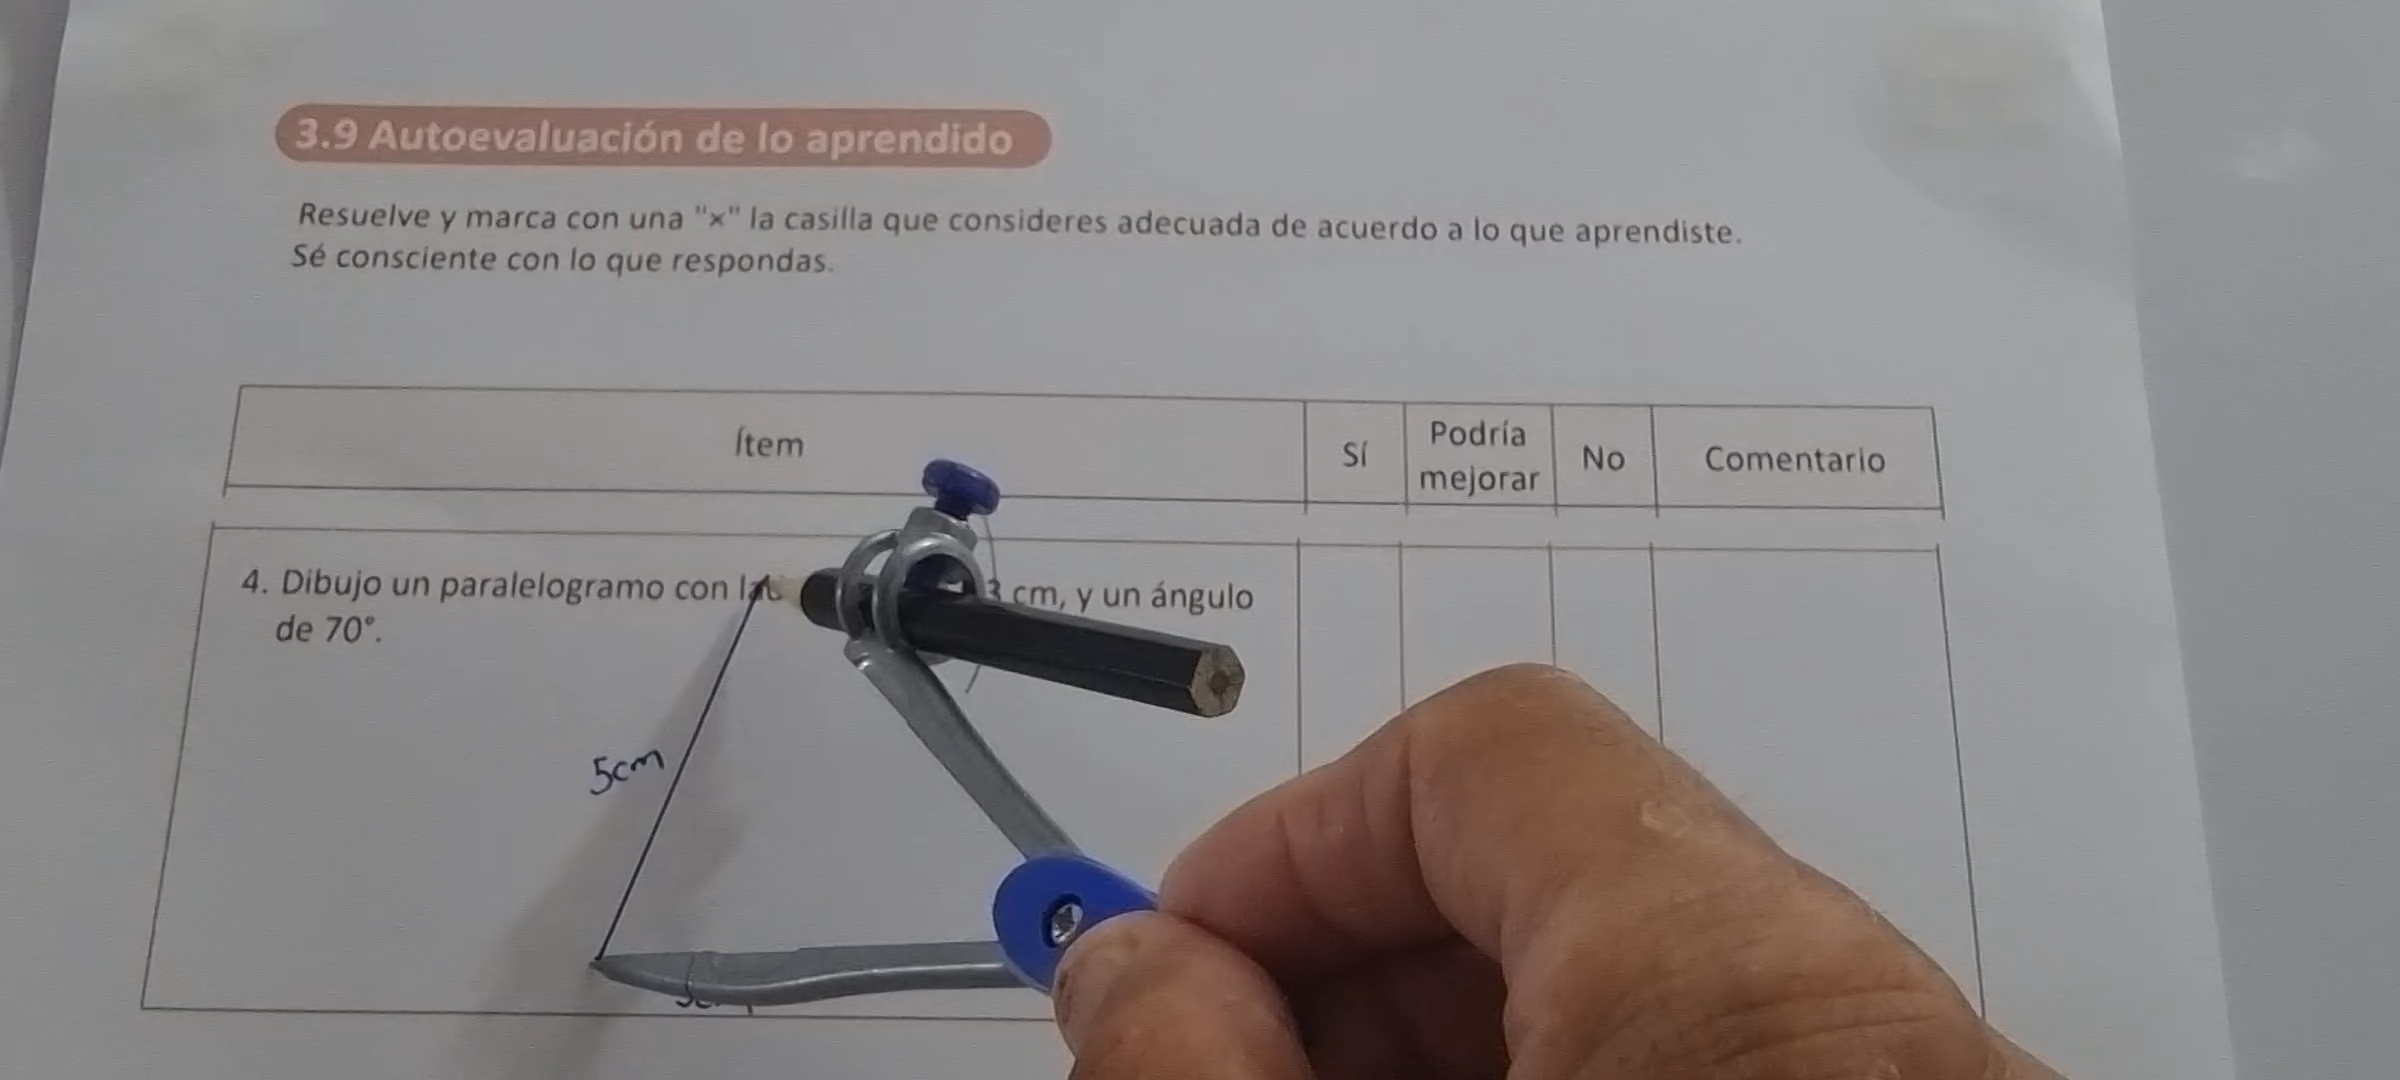 3.9 Autoevaluación de lo aprendido
Resuelve y marca con una "×" la casilla que consideres adecuada de acuerdo a lo que aprendiste.
Sé consciente con lo que respondas.
Ítem
Sí
Podría
mejorar
No
Comentario
4. Dibujo un paralelogramo con 3 cm, y un ángulo
de 70°.
5cm